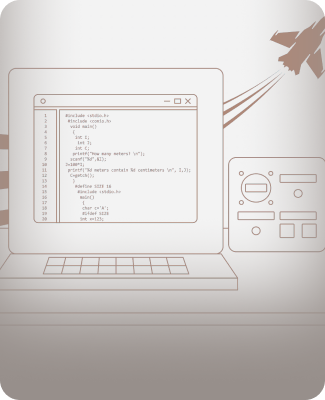 1 #include <stdio.h>
2 #include <conio.h>
3 void main()
4 {
5 int I;
6 int I;
7 int C;
8 printf("How many meters? \n");
9 scanf("%d",&I);
10 C=100*I;
11 printf("%d meters contain %d centimeters \n", I,I);
12 C=getch();
13 }
14 #define SIZE 10
15 #include <stdio.h>
16 main()
17 {
18 char c='A';
19 #ifdef SIZE
20 int x=123;